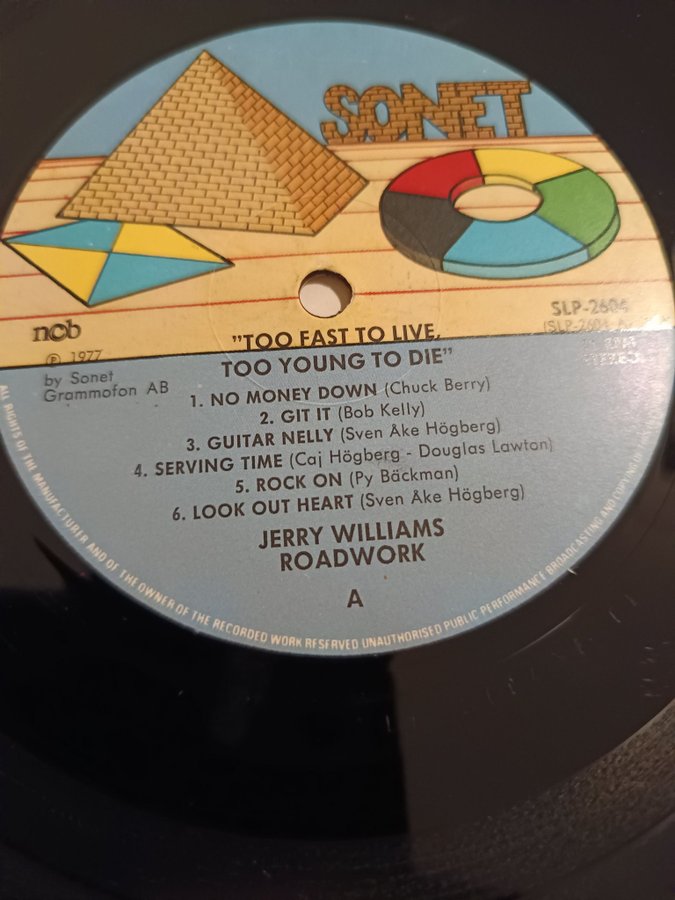 SONET
ncb
Ⓟ 1977
by Sonet
Grammofon AB
SLP-2604
(SLP-2604 A
STEREO
"TOO FAST TO LIVE,
TOO YOUNG TO DIE"
1. NO MONEY DOWN (Chuck Berry)
2. GIT IT (Bob Kelly)
3. GUITAR NELLY (Sven Åke Högberg)
4. SERVING TIME (Caj Högberg - Douglas Lawton)
5. ROCK ON (Py Bäckman)
6. LOOK OUT HEART (Sven Åke Högberg)
JERRY WILLIAMS
ROADWORK
A
ALL RIGHTS OF THE MANUFACTURER AND OF THE OWNER OF THE RECORDED WORK RESERVED UNAUTHORISED PUBLIC PERFORMANCE BROADCASTING AND COPYING OF